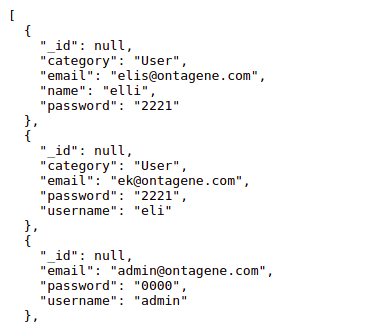 [
  {
    "_id": null,
    "category": "User",
    "email": "elis@ontagene.com",
    "name": "elli",
    "password": "2221"
  },
  {
    "_id": null,
    "category": "User",
    "email": "ek@ontagene.com",
    "password": "2221",
    "username": "eli"
  },
  {
    "_id": null,
    "email": "admin@ontagene.com",
    "password": "0000",
    "username": "admin"
  },